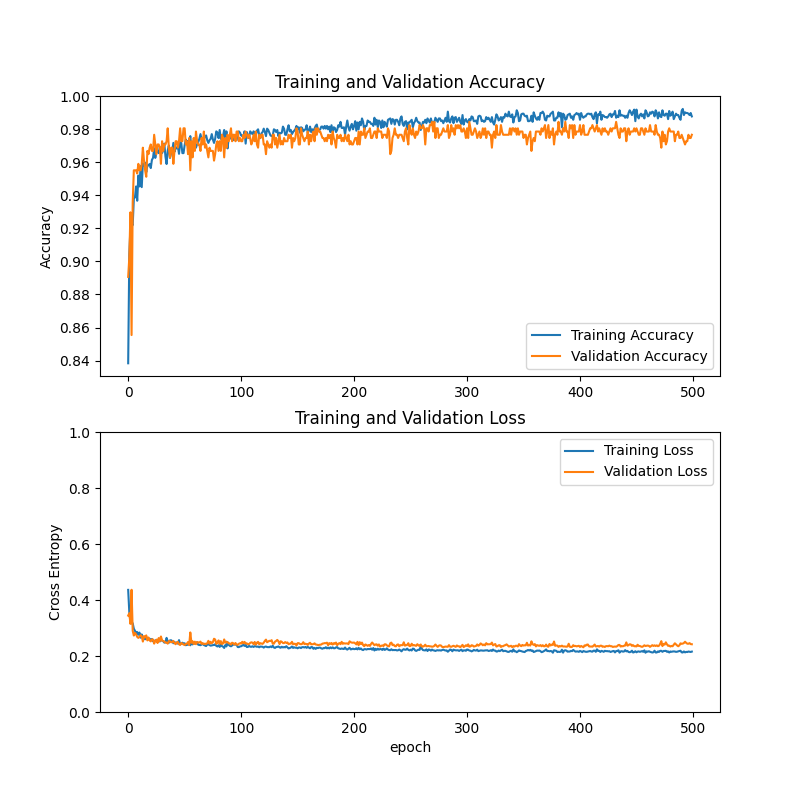 Training and Validation Accuracy
1.00
0.98
0.96
0.94
0.92
0.90
0.88
0.86
0.84
Accuracy
Training Accuracy
Validation Accuracy
0 100 200 300 400 500
Training and Validation Loss
1.0
0.8
0.6
0.4
0.2
0.0
Cross Entropy
Training Loss
Validation Loss
0 100 200 300 400 500
epoch